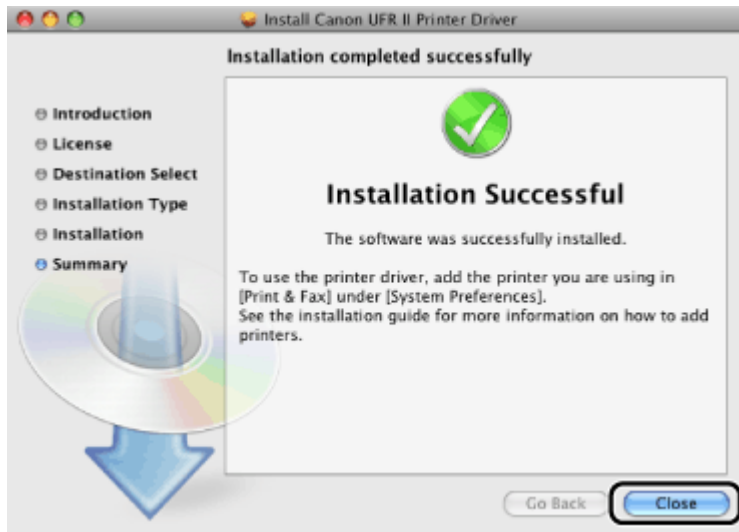 Install Canon UFR II Printer Driver
Installation completed successfully
Introduction
License
Destination Select
Installation Type
Installation
Summary
Installation Successful
The software was successfully installed.
To use the printer driver, add the printer you are using in
[Print & Fax] under [System Preferences].
See the installation guide for more information on how to add
printers.
Go Back
Close